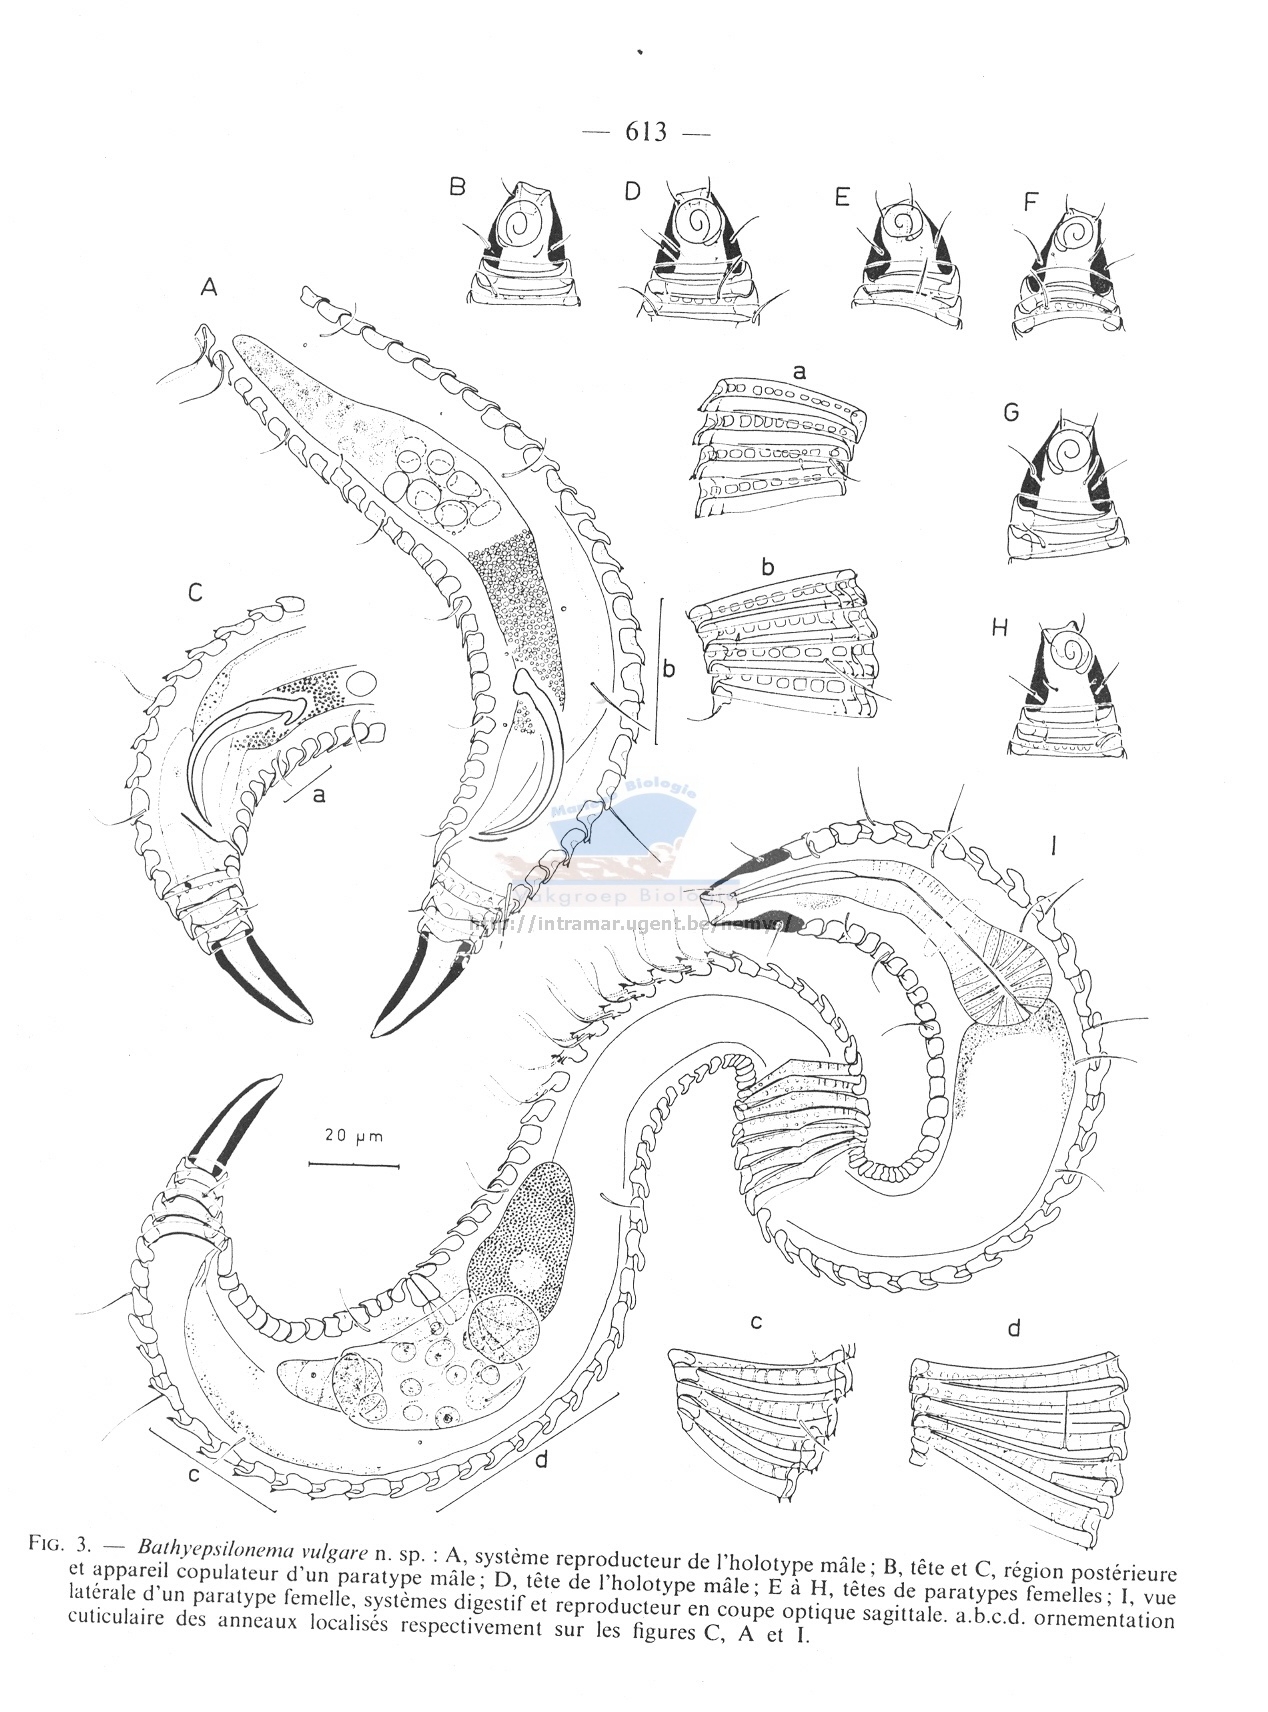 — 613 —
B
D
E
F
A
a
G
C
b
b
H
a
Marine Biologie
I
Vakgroep Biologie
http://intramar.ugent.be/nemys/
20 µm
c
d
c
d
FIG. 3. — Bathyepsilonema vulgare n. sp. : A, système reproducteur de l'holotype mâle ; B, tête et C, région postérieure
et appareil copulateur d'un paratype mâle ; D, tête de l'holotype mâle ; E à H, têtes de paratypes femelles ; I, vue
latérale d'un paratype femelle, systèmes digestif et reproducteur en coupe optique sagittale. a.b.c.d. ornementation
cuticulaire des anneaux localisés respectivement sur les figures C, A et I.